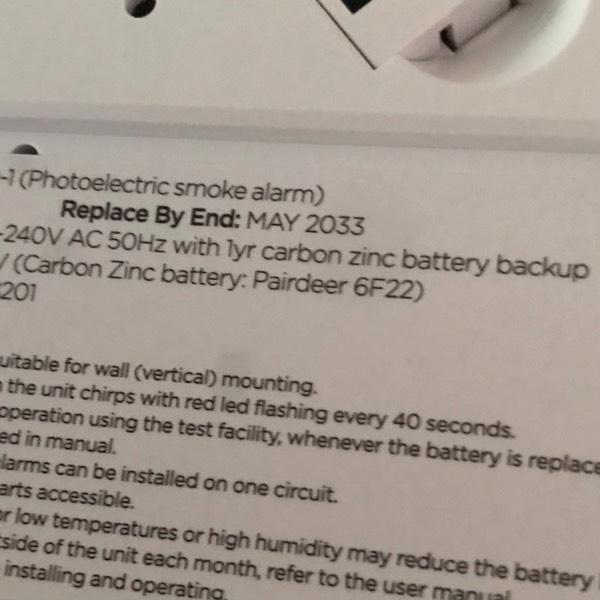 -1 (Photoelectric smoke alarm)
Replace By End: MAY 2033
-240V AC 50Hz with 1yr carbon zinc battery backup
/ (Carbon Zinc battery: Pairdeer 6F22)
201
uitable for wall (vertical) mounting.
the unit chirps with red led flashing every 40 seconds.
operation using the test facility, whenever the battery is replace
ed in manual.
larms can be installed on one circuit.
arts accessible.
or low temperatures or high humidity may reduce the battery
tside of the unit each month, refer to the user manual
installing and operating.